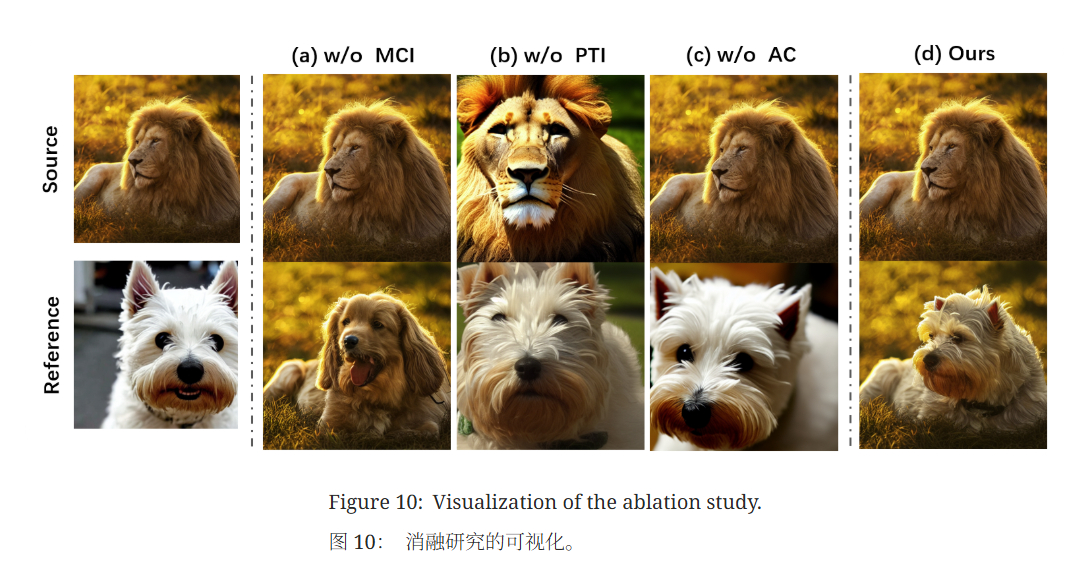 (a) w/o MCI
(b) w/o PTI
(c) w/o AC
(d) Ours
Source
Reference
Figure 10: Visualization of the ablation study.
图 10： 消融研究的可视化。